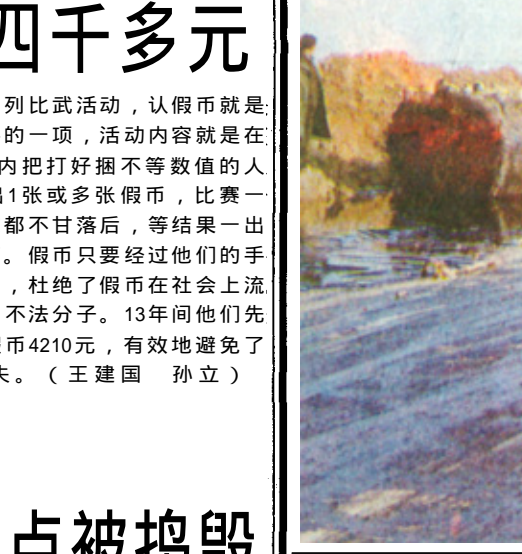 四千多元
列比武活动，认假币就是
的一项，活动内容就是在
内把打好捆不等数值的人
1张或多张假币，比赛一
都不甘落后，等结果一出
。假币只要经过他们的手
，杜绝了假币在社会上流
不法分子。13年间他们先
币4210元，有效地避免了
。（王建国　孙立）
点被捣毁